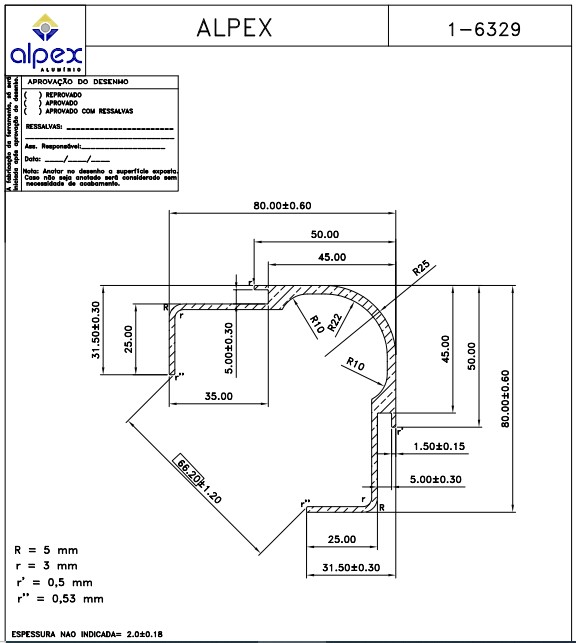 alpex
ALUMÍNIO
ALPEX
1-6329
A fabricação da ferramenta, só será
iniciada após aprovação do desenho.
APROVAÇÃO DO DESENHO
( ) REPROVADO
( ) APROVADO
( ) APROVADO COM RESSALVAS
RESSALVAS:
Ass. Responsável:
Data: ___/___/___
Nota: Anotar no desenho a superfície exposta.
Caso não seja anotado será considerado sem
necessidade de acabamento.
80.00±0.60
50.00
45.00
R25
r'
R
r
31.50±0.30
25.00
5.00±0.30
R10
R22
R10
45.00
50.00
80.00±0.60
r''
35.00
r'
1.50±0.15
66.20±1.20
5.00±0.30
r''
r
R
25.00
31.50±0.30
R = 5 mm
r = 3 mm
r' = 0,5 mm
r'' = 0,53 mm
ESPESSURA NAO INDICADA= 2.0±0.18